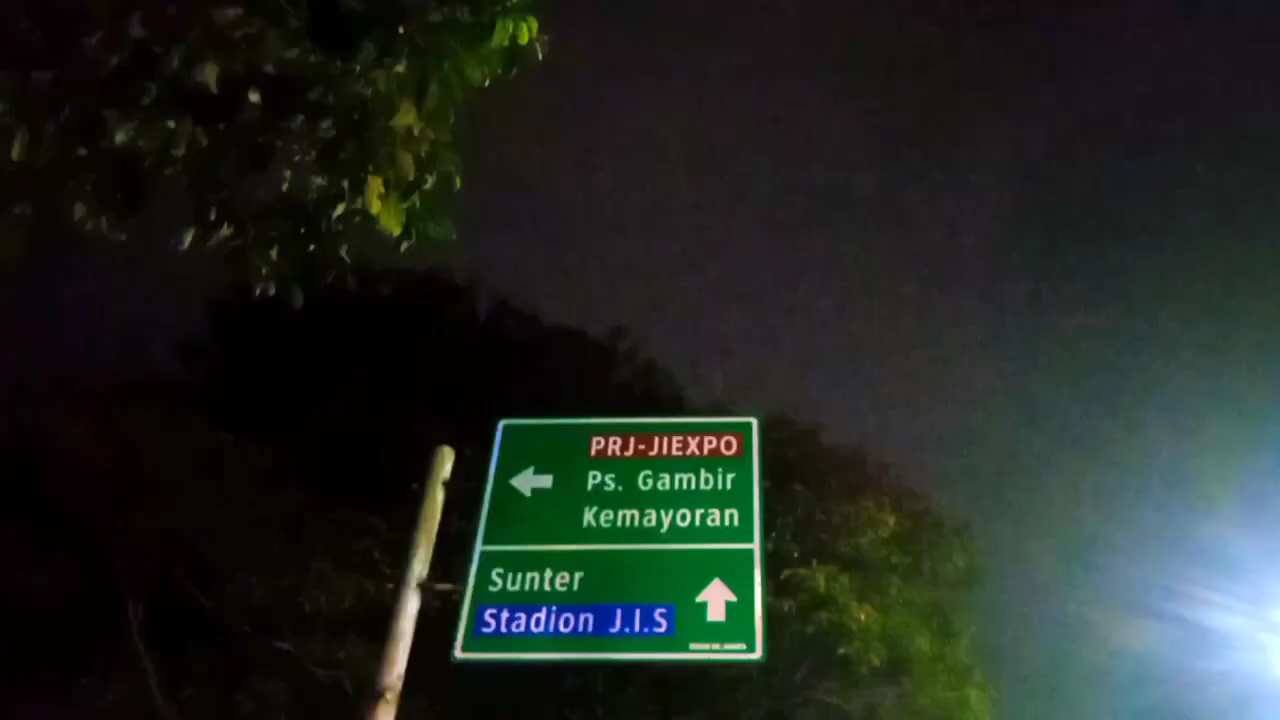 PRJ-JIEXPO
Ps. Gambir
Kemayoran
Sunter
Stadion J.I.S